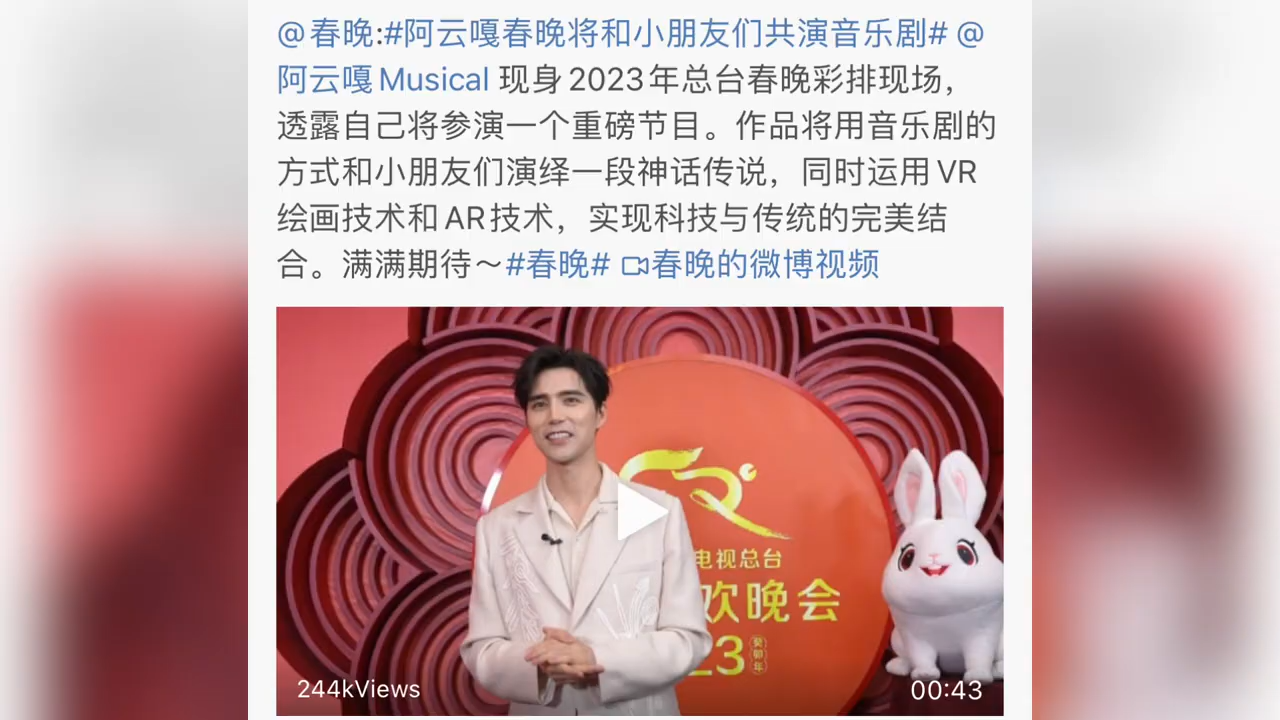 @春晚:#阿云嘎春晚将和小朋友们共演音乐剧# @
阿云嘎Musical 现身2023年总台春晚彩排现场，
透露自己将参演一个重磅节目。作品将用音乐剧的
方式和小朋友们演绎一段神话传说，同时运用VR
绘画技术和AR技术，实现科技与传统的完美结
合。满满期待～#春晚# 春晚的微博视频
电视总台
欢晚会
23
癸卯年
244kViews
00:43